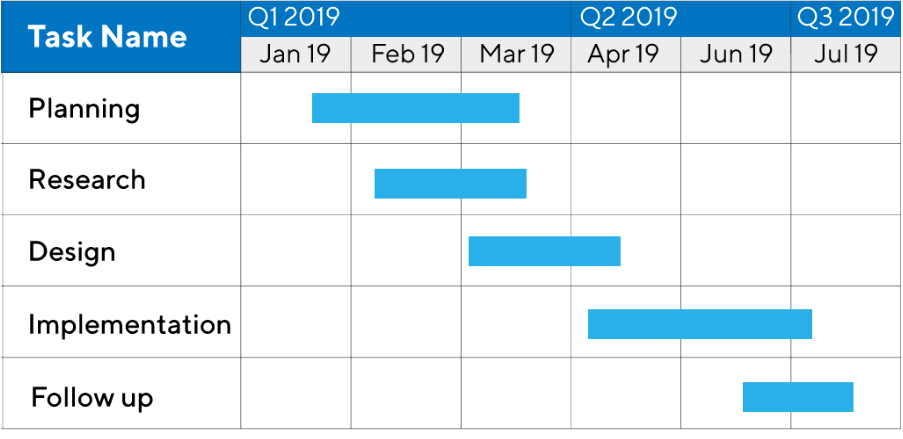 Task Name
Q1 2019 Q2 2019 Q3 2019
Jan 19 Feb 19 Mar 19 Apr 19 Jun 19 Jul 19
Planning
Research
Design
Implementation
Follow up